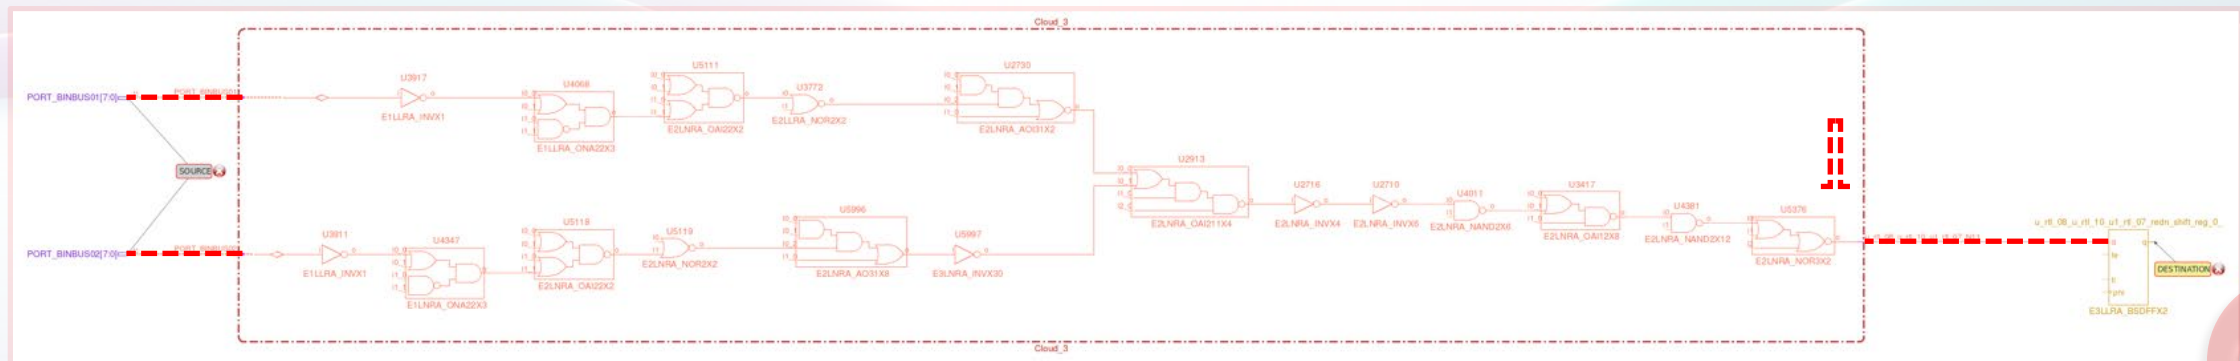 Cloud_3
PORT_BINBUS01[7:0]
U3917
E1LLRA_INVX1
U4068
E1LLRA_ONA22X3
U5111
E2LNRA_OAI22X2
U3772
E2LLRA_NOR2X2
U2730
E2LNRA_AOI31X2
SOURCE
U2913
E2LNRA_OAI211X4
U2716
E2LNRA_INVX4
U2710
E2LNRA_INVX6
U4011
E2LNRA_NAND2X6
U3417
E2LNRA_OAI12X8
U4381
E2LNRA_NAND2X12
U5376
E2LNRA_NOR3X2
u_rtl_08_u_rtl_10_u1_rtl_07_redn_shift_reg_0_
DESTINATION
E3LLRA_BSDFFX2
PORT_BINBUS02[7:0]
U3811
E1LLRA_INVX1
U4347
E1LNRA_ONA22X3
U5118
E2LNRA_OAI22X2
U5119
E2LNRA_NOR2X2
U5996
E2LNRA_AO31X8
U5997
E3LNRA_INVX30
Cloud_3